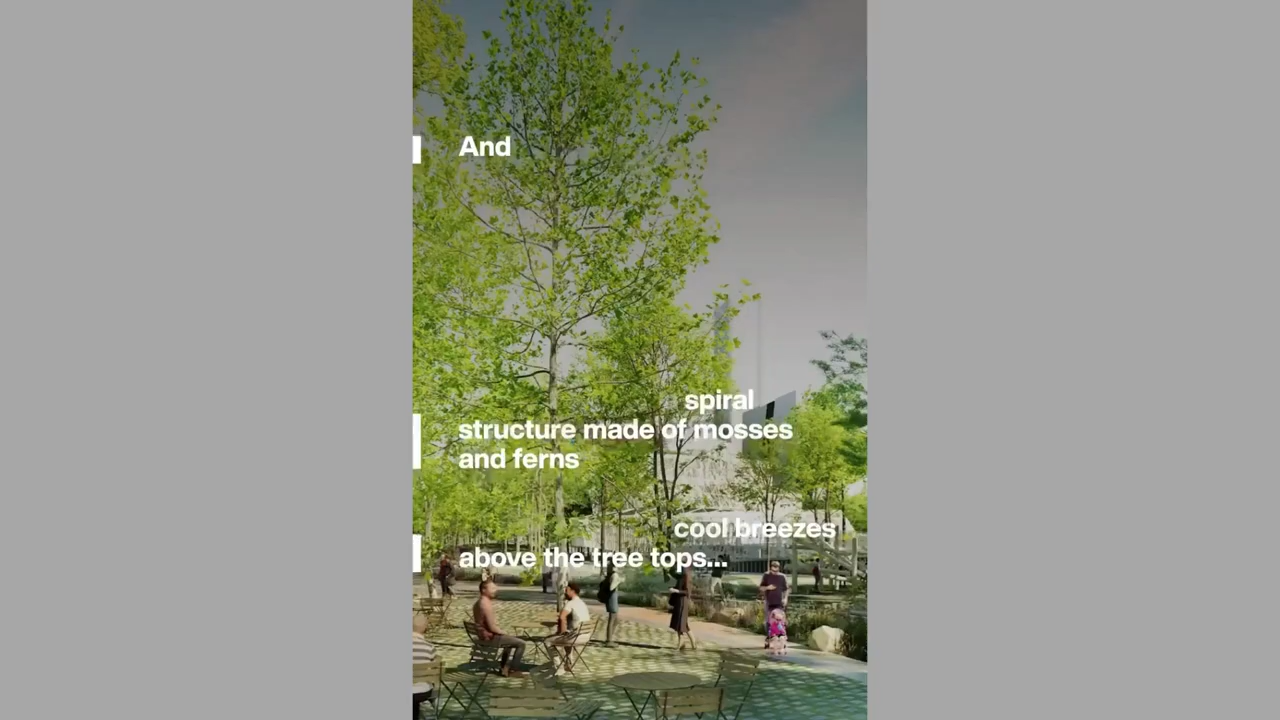 And
spiral
structure made of mosses
and ferns
cool breezes
above the tree tops...